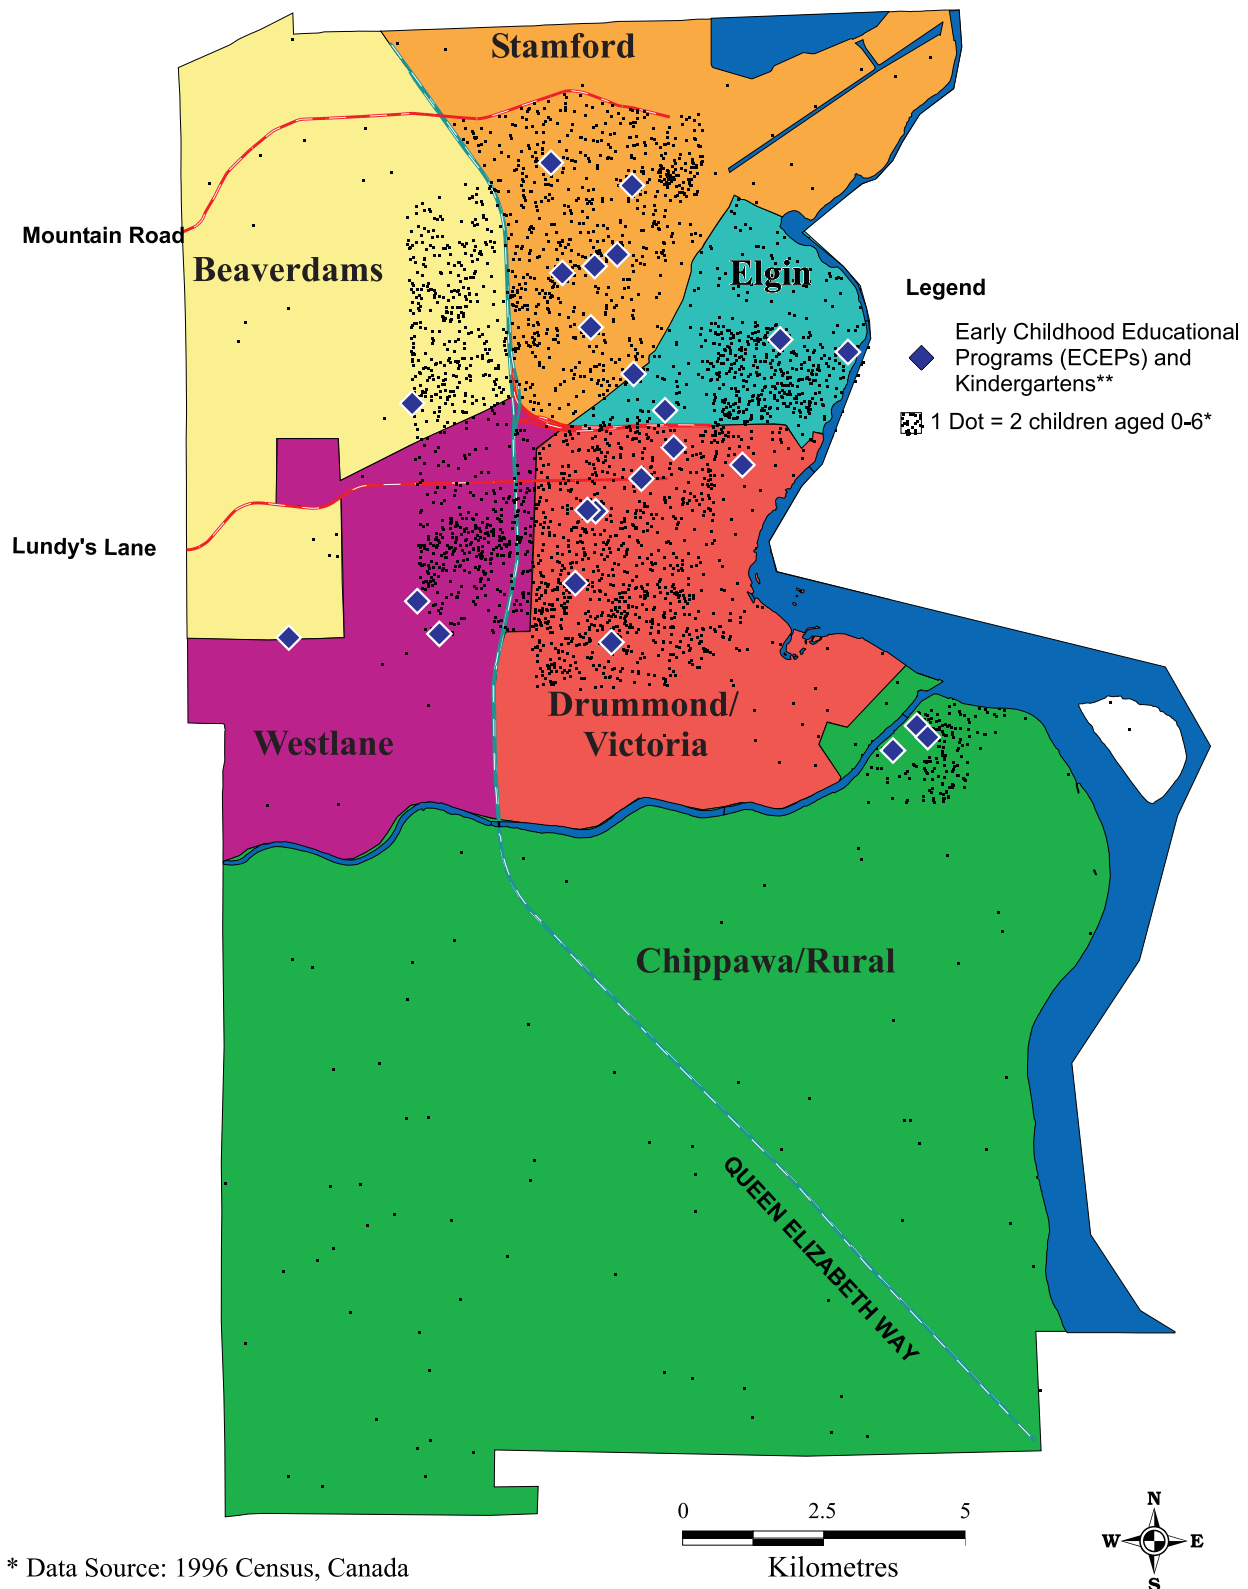 Stamford
Mountain Road
Beaverdams
Elgin
Legend
Early Childhood Educational
Programs (ECEPs) and
Kindergartens**
1 Dot = 2 children aged 0-6*
Lundy's Lane
Drummond/
Victoria
Westlane
Chippawa/Rural
QUEEN ELIZABETH WAY
0 2.5 5
Kilometres
N
W E
S
* Data Source: 1996 Census, Canada